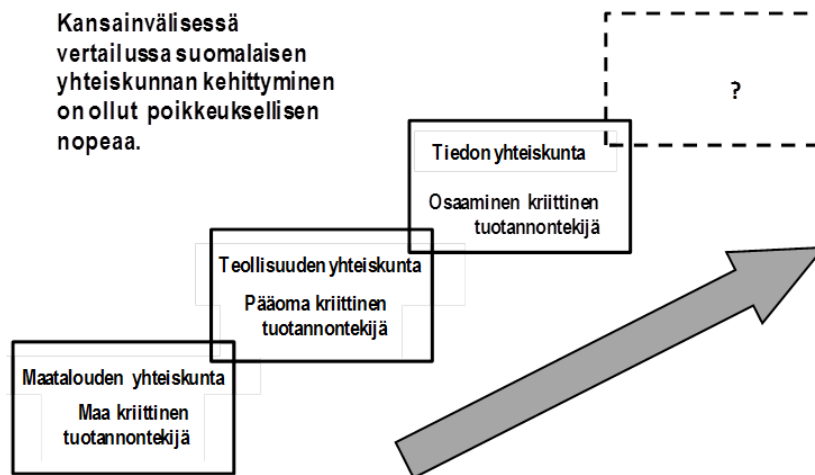 Kansainvälisessä
vertailussa suomalaisen
yhteiskunnan kehittyminen
on ollut poikkeuksellisen
nopeaa.
?
Tiedon yhteiskunta
Osaaminen kriittinen
tuotannontekijä
Teollisuuden yhteiskunta
Pääoma kriittinen
tuotannontekijä
Maatalouden yhteiskunta
Maa kriittinen
tuotannontekijä